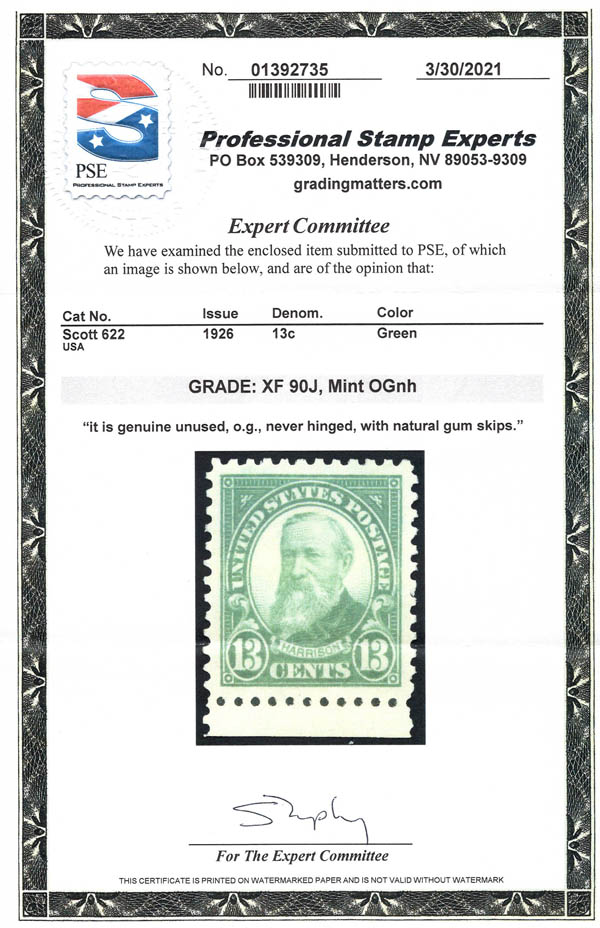 No. 01392735 3/30/2021
PSE
PROFESSIONAL STAMP EXPERTS
Professional Stamp Experts
PO Box 539309, Henderson, NV 89053-9309
gradingmatters.com
Expert Committee
We have examined the enclosed item submitted to PSE, of which
an image is shown below, and are of the opinion that:
Cat No. Issue Denom. Color
Scott 622 1926 13c Green
USA
GRADE: XF 90J, Mint OGnh
“it is genuine unused, o.g., never hinged, with natural gum skips.”
UNITED STATES POSTAGE
HARRISON
13 CENTS 13
For The Expert Committee
THIS CERTIFICATE IS PRINTED ON WATERMARKED PAPER AND IS NOT VALID WITHOUT WATERMARK